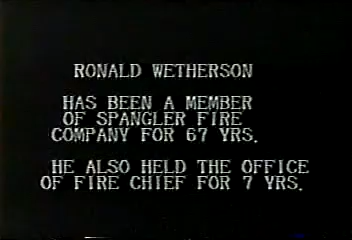 RONALD WETHERSON
HAS BEEN A MEMBER
OF SPANGLER FIRE
COMPANY FOR 67 YRS.
HE ALSO HELD THE OFFICE
OF FIRE CHIEF FOR 7 YRS.